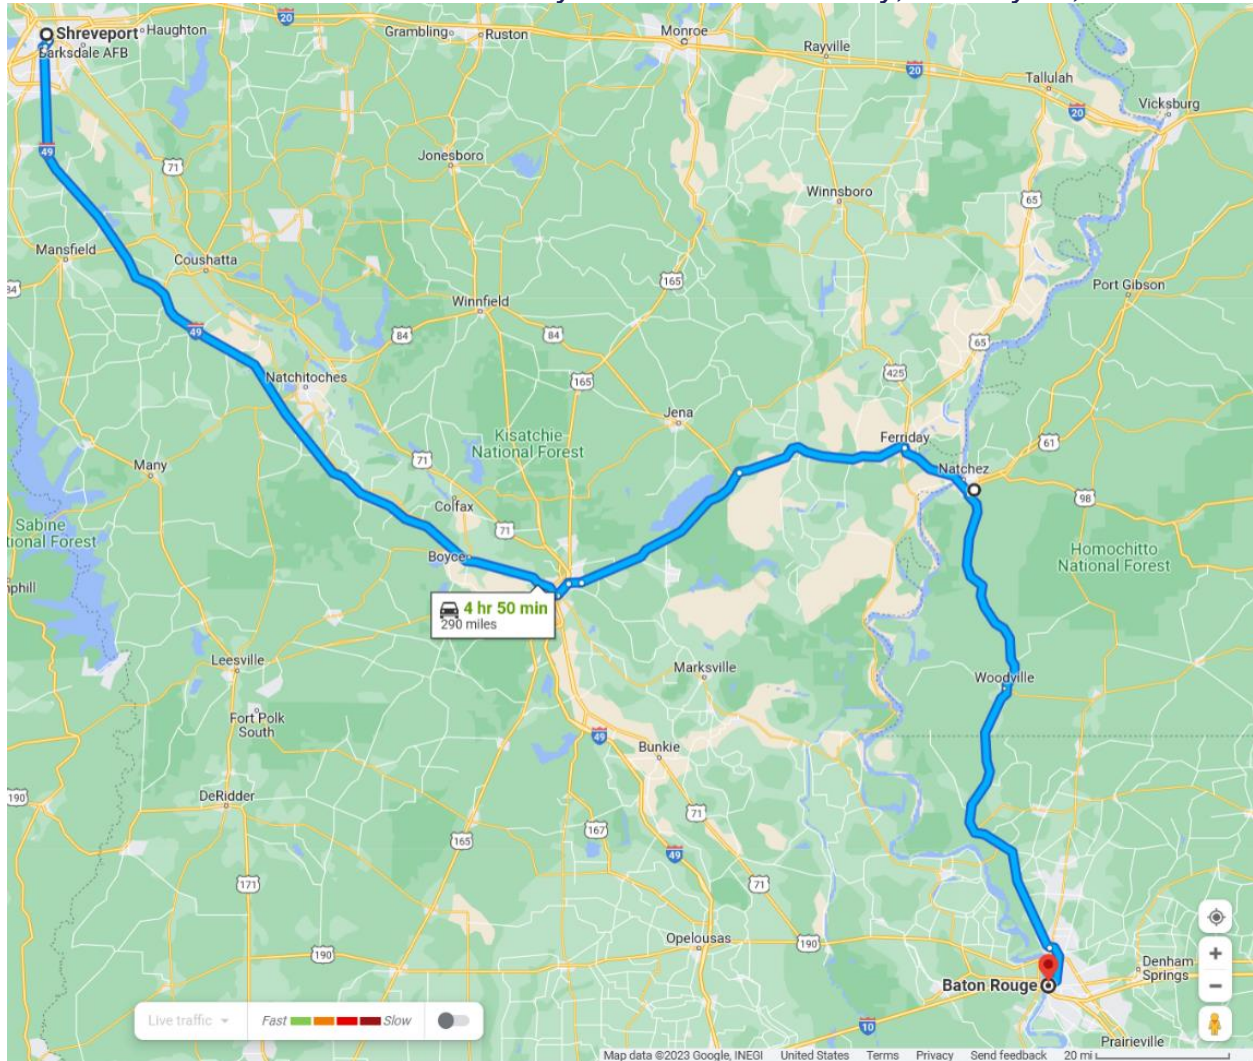 20
Shreveport
Haughton
Barksdale AFB
Grambling
Ruston
Monroe
Rayville
20
Tallulah
20
Vicksburg
49
71
Jonesboro
Winnsboro
65
Mansfield
Coushatta
84
165
Port Gibson
Winnfield
49
84
84
65
Natchitoches
165
425
Jena
Kisatchie
National Forest
Ferriday
61
Many
71
Natchez
98
Colfax
Sabine
tional Forest
71
Boyce
Homochitto
National Forest
nphill
4 hr 50 min
290 miles
Leesville
Marksville
Woodville
Fort Polk
South
49
Bunkie
190
DeRidder
71
165
167
49
171
71
190
Opelousas
190
Denham
Springs
Baton Rouge
Live traffic
Fast
Slow
10
Prairieville
Map data ©2023 Google, INEGI United States Terms Privacy Send feedback 20 mi